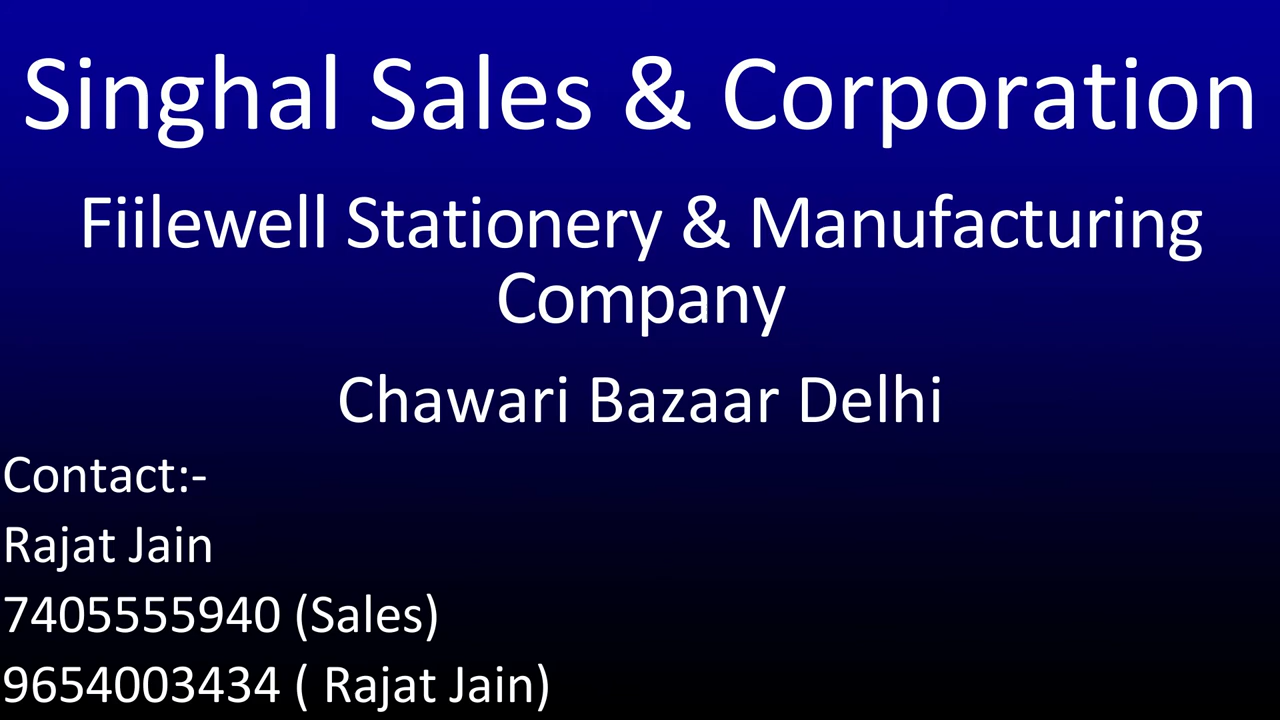 Singhal Sales & Corporation
Fiilewell Stationery & Manufacturing
Company
Chawari Bazaar Delhi
Contact:-
Rajat Jain
7405555940 (Sales)
9654003434 ( Rajat Jain)